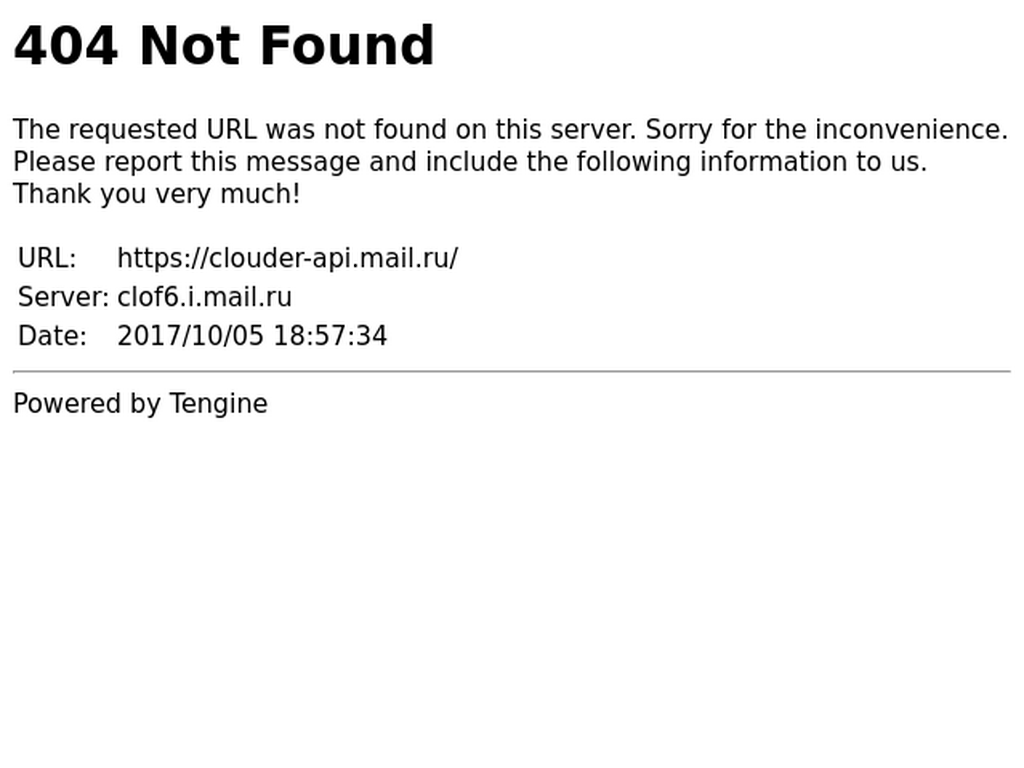 404 Not Found
The requested URL was not found on this server. Sorry for the inconvenience.
Please report this message and include the following information to us.
Thank you very much!
URL: https://clouder-api.mail.ru/
Server: clof6.i.mail.ru
Date: 2017/10/05 18:57:34
Powered by Tengine